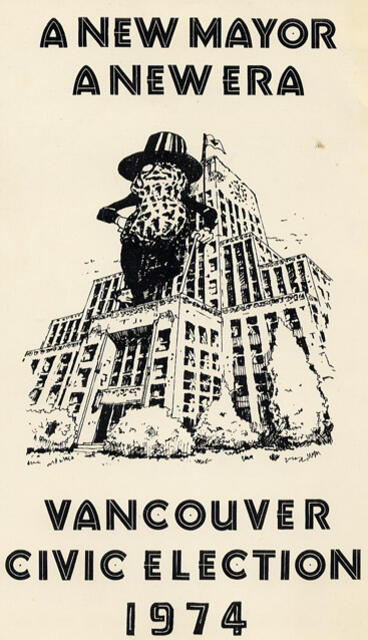 A NEW MAYOR
A NEW ERA
VANCOUVER
CIVIC ELECTION
1974